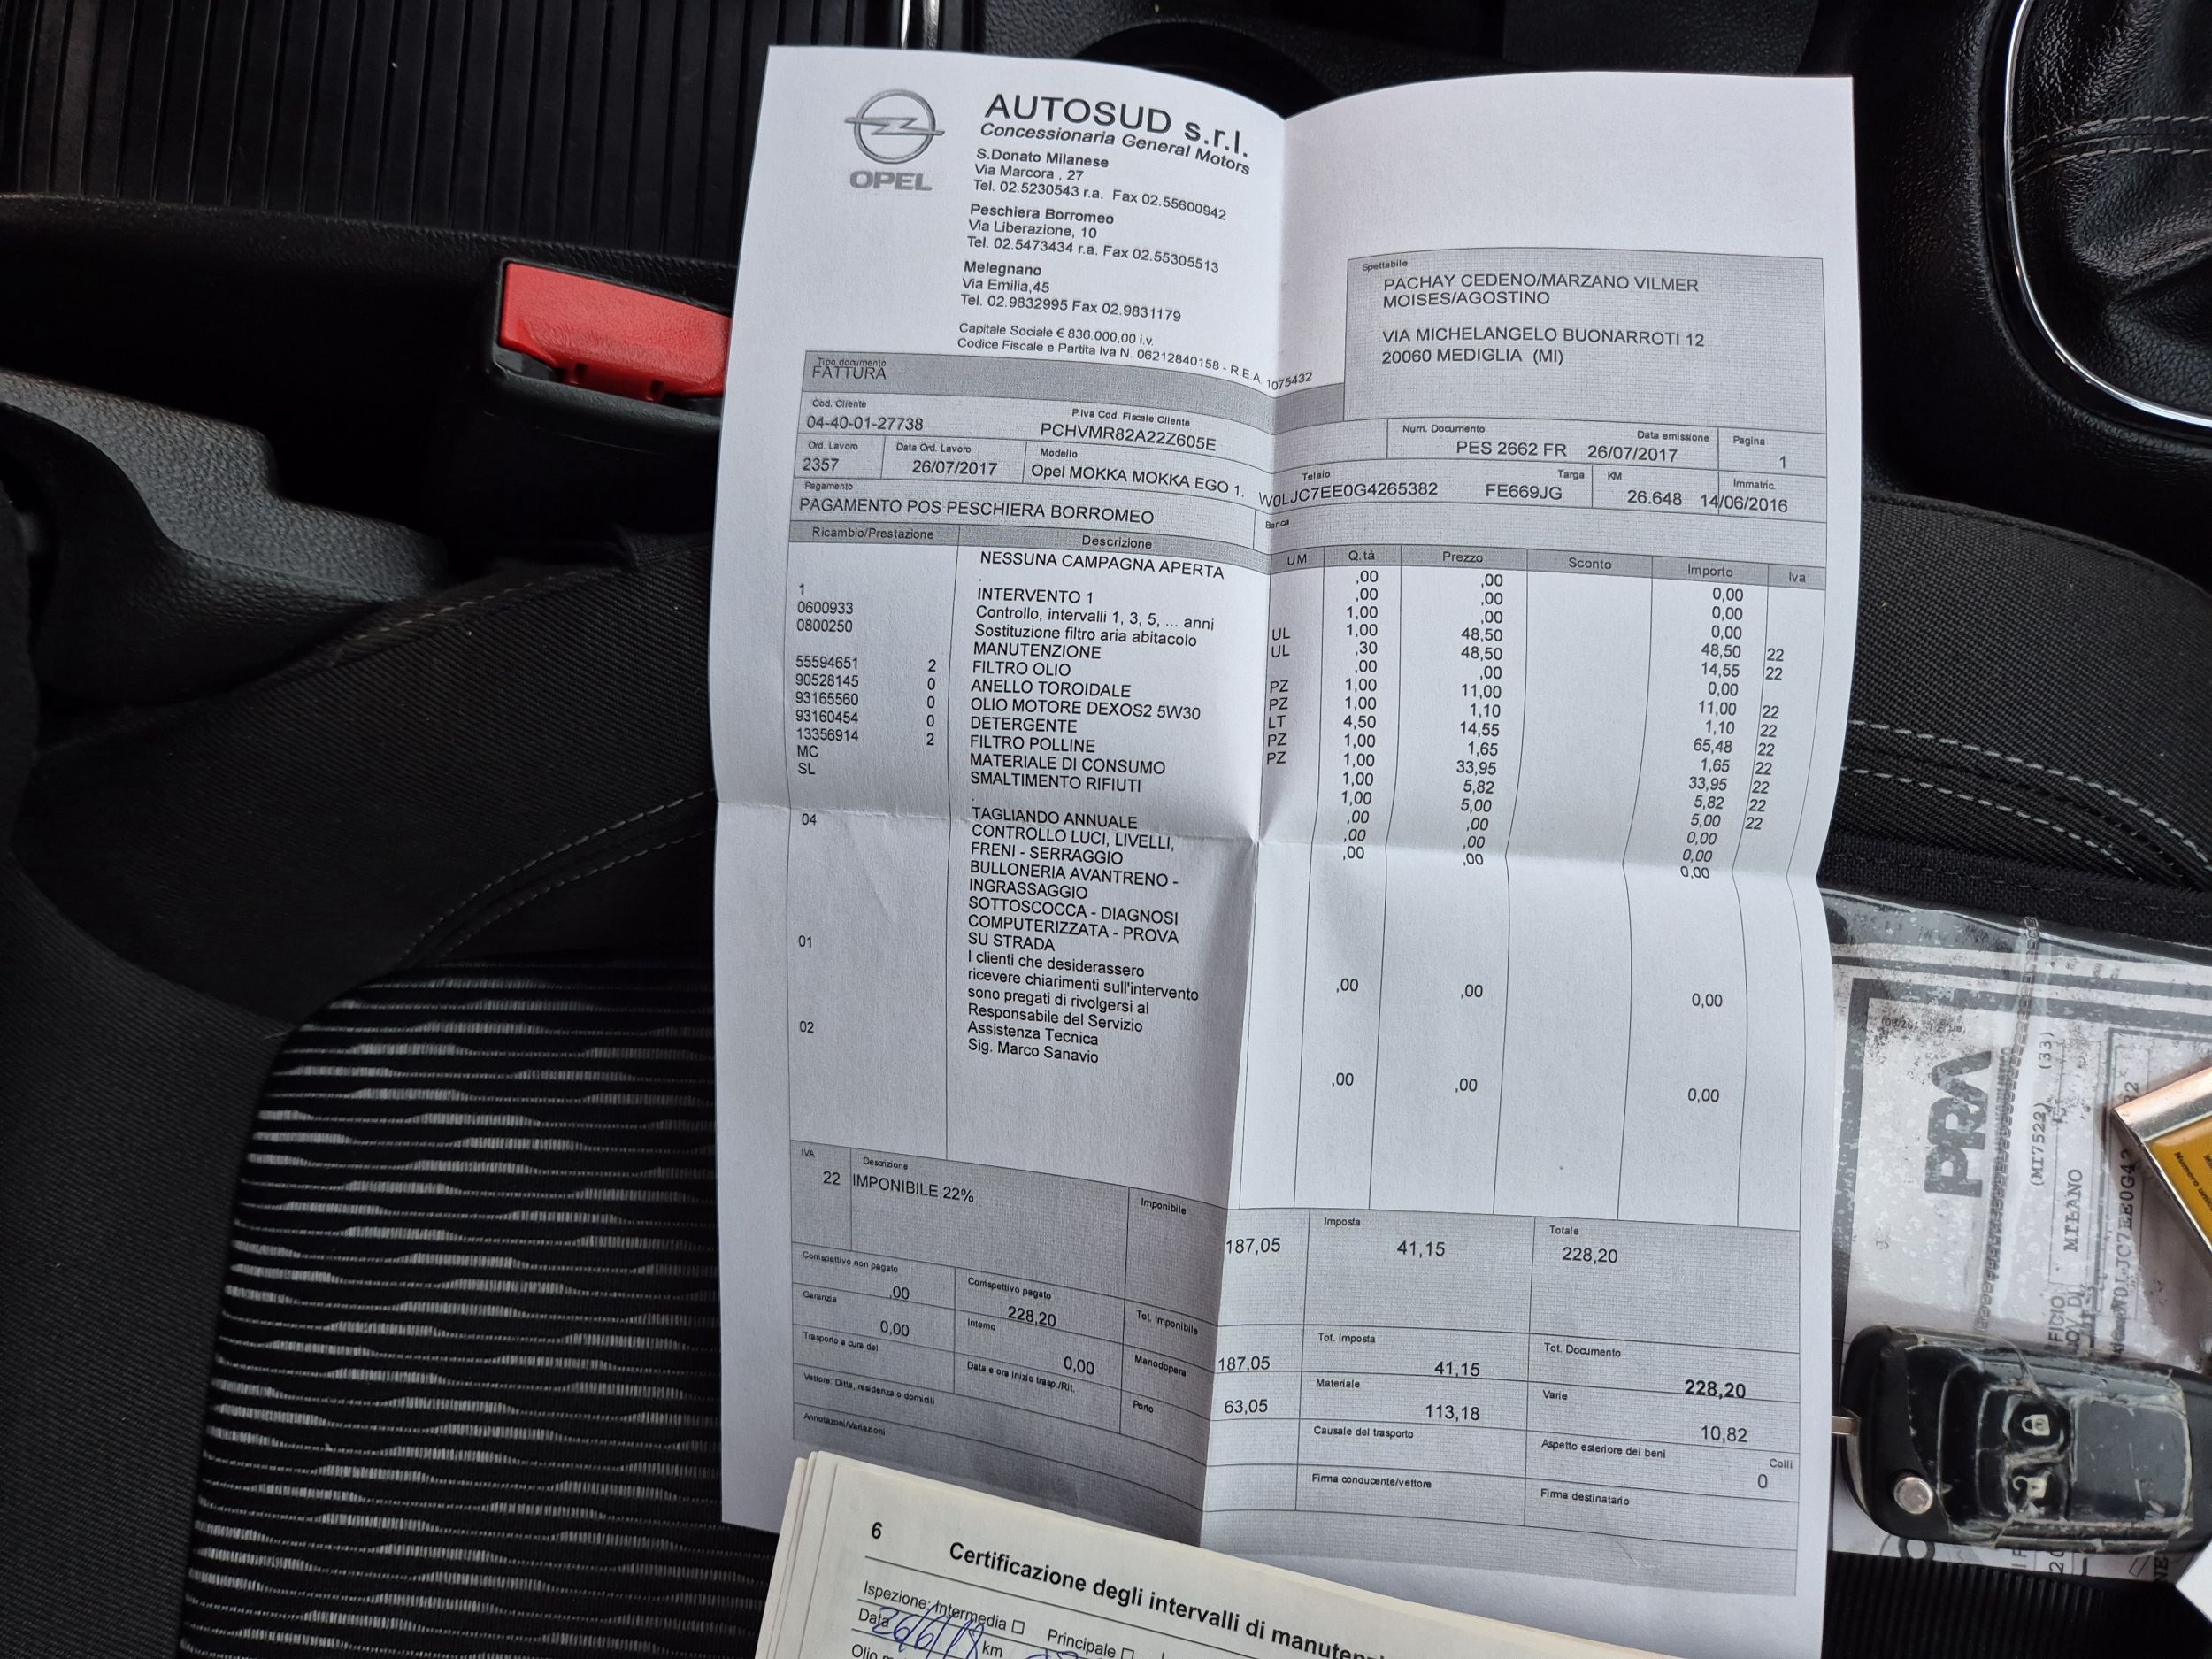 OPEL
AUTOSUD s.r.l.
Concessionaria General Motors
S.Donato Milanese
Via Marcora , 27
Tel. 02.5230543 r.a. Fax 02.55600942
Peschiera Borromeo
Via Liberazione, 10
Tel. 02.5473434 r.a. Fax 02.55305513
Melegnano
Via Emilia,45
Tel. 02.9832995 Fax 02.9831179
Capitale Sociale € 836.000,00 i.v.
Codice Fiscale e Partita Iva N. 06212840158 - R.E.A. 1075432
Spettabile
PACHAY CEDENO/MARZANO VILMER
MOISES/AGOSTINO
VIA MICHELANGELO BUONARROTI 12
20060 MEDIGLIA (MI)
Tipo documento
FATTURA
Cod. Cliente P.Iva Cod. Fiscale Cliente Num. Documento Data emissione Pagina
04-40-01-27738 PCHVMR82A22Z605E PES 2662 FR 26/07/2017 1
Ord. Lavoro Data Ord. Lavoro Modello Telaio Targa KM Immatric.
2357 26/07/2017 Opel MOKKA MOKKA EGO 1. W0LJC7EE0G4265382 FE669JG 26.648 14/06/2016
Pagamento Banca
PAGAMENTO POS PESCHIERA BORROMEO
Ricambio/Prestazione Descrizione UM Q.tà Prezzo Sconto Importo Iva
NESSUNA CAMPAGNA APERTA ,00 ,00 0,00
. ,00 ,00 0,00
1 INTERVENTO 1 1,00 ,00 0,00
0600933 Controllo, intervalli 1, 3, 5, ... anni UL 1,00 48,50 48,50 22
0800250 Sostituzione filtro aria abitacolo UL ,30 48,50 14,55 22
MANUTENZIONE ,00 ,00 0,00
55594651 2 FILTRO OLIO PZ 1,00 11,00 11,00 22
90528145 0 ANELLO TOROIDALE PZ 1,00 1,10 1,10 22
93165560 0 OLIO MOTORE DEXOS2 5W30 LT 4,50 14,55 65,48 22
93160454 0 DETERGENTE PZ 1,00 1,65 1,65 22
13356914 2 FILTRO POLLINE PZ 1,00 33,95 33,95 22
MC MATERIALE DI CONSUMO 1,00 5,82 5,82 22
SL SMALTIMENTO RIFIUTI 1,00 5,00 5,00 22
. ,00 ,00 0,00
TAGLIANDO ANNUALE ,00 ,00 0,00
04 CONTROLLO LUCI, LIVELLI, ,00 ,00 0,00
FRENI - SERRAGGIO
BULLONERIA AVANTRENO -
INGRASSAGGIO
SOTTOSCOCCA - DIAGNOSI
COMPUTERIZZATA - PROVA
SU STRADA
01 I clienti che desiderassero ,00 ,00 0,00
ricevere chiarimenti sull'intervento
sono pregati di rivolgersi al
Responsabile del Servizio
02 Assistenza Tecnica ,00 ,00 0,00
Sig. Marco Sanavio
IVA Descrizione Imponibile Imposta Totale
22 IMPONIBILE 22% 187,05 41,15 228,20
Corrispettivo non pagato Corrispettivo pagato Tot. Imponibile Tot. Imposta Tot. Documento
,00 228,20 187,05 41,15 228,20
Garanzia Interno Manodopera Materiale Varie
0,00 0,00 63,05 113,18 10,82
Trasporto a cura del Data e ora inizio trasp./Rit. Porto Causale del trasporto Aspetto esteriore dei beni Colli
0
Vettore: Ditta, residenza o domicili Firma conducente/vettore Firma destinatario
Annotazioni/Variazioni
6
Certificazione degli intervalli di
Ispezione: Intermedia Principale
Data 26/6/18 km
PRA
(MI7522) (33)
MILANO